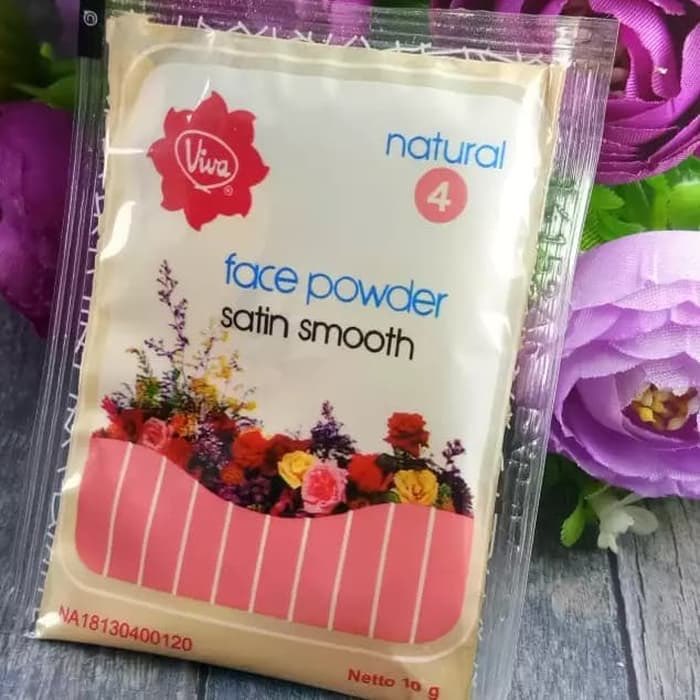 Viva
®
natural
4
face powder
satin smooth
NA18130400120
Netto 10 g